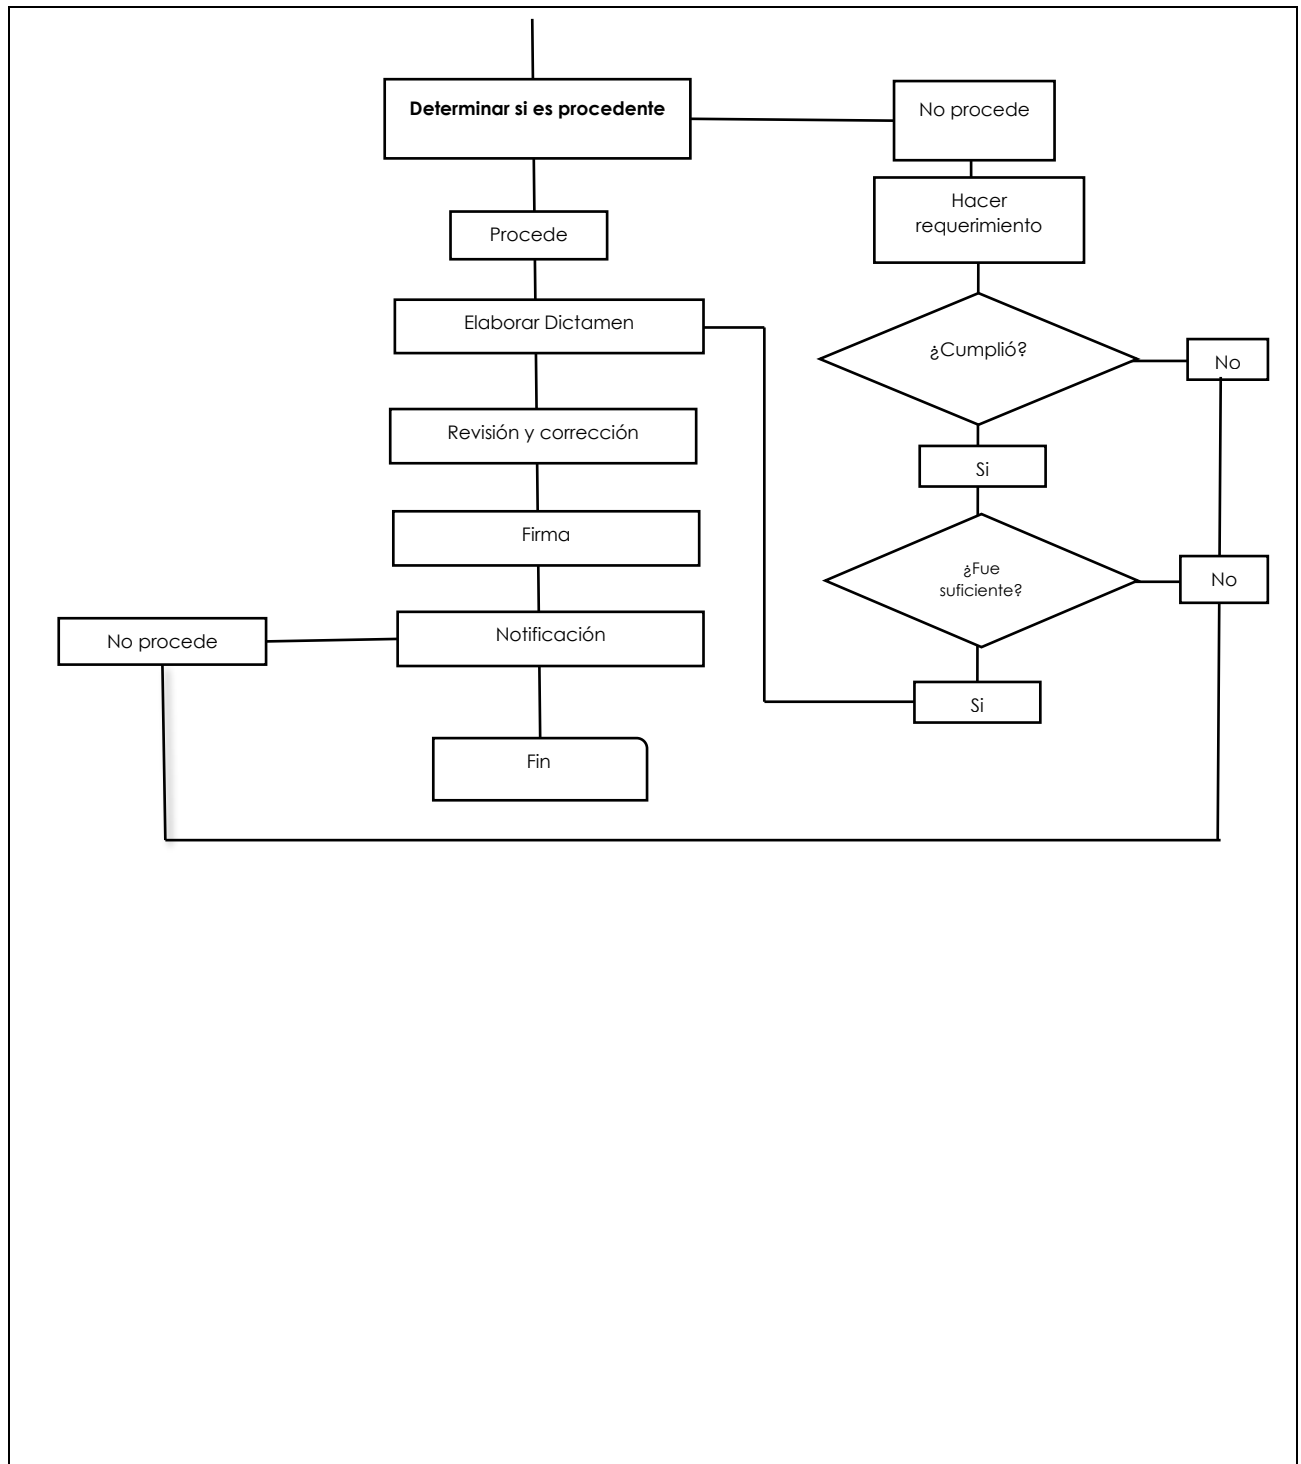 Determinar si es procedente
No procede
Hacer
requerimiento
Procede
Elaborar Dictamen
¿Cumplió?
No
Revisión y corrección
Si
Firma
¿Fue
suficiente?
No
Notificación
No procede
Si
Fin